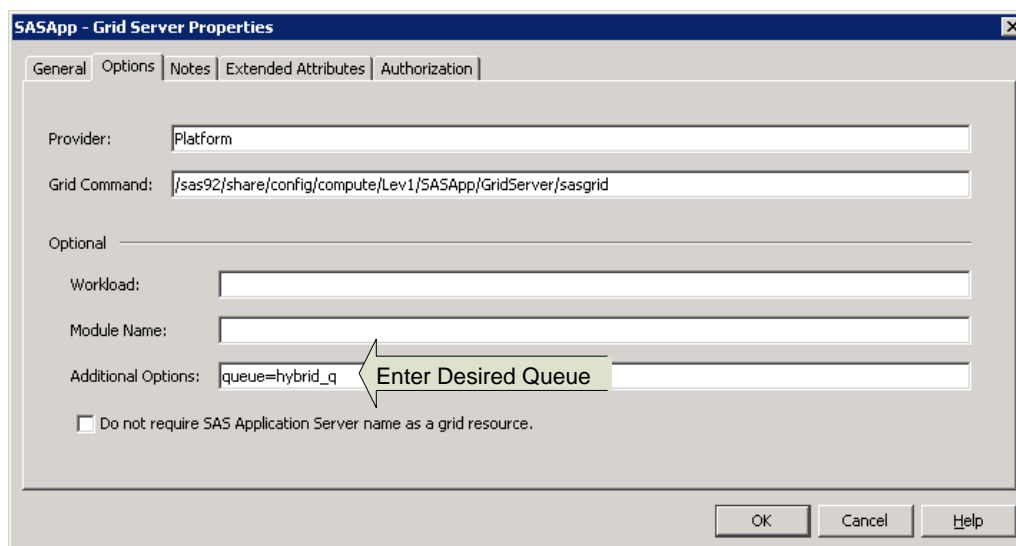 SASApp - Grid Server Properties
General Options Notes Extended Attributes Authorization
Provider: Platform
Grid Command: /sas92/share/config/compute/Lev1/SASApp/GridServer/sasgrid
Optional
Workload:
Module Name:
Additional Options: queue=hybrid_q Enter Desired Queue
Do not require SAS Application Server name as a grid resource.
OK Cancel Help